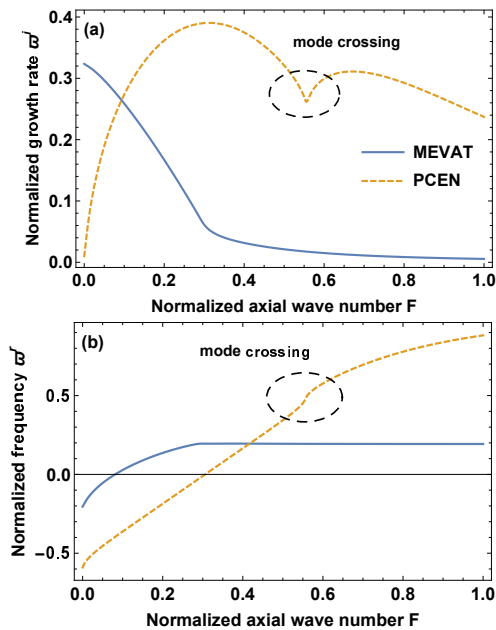 (a)
mode crossing
MEVAT
PCEN
Normalized growth rate ϖ^i
0.4
0.3
0.2
0.1
0.0
0.0 0.2 0.4 0.6 0.8 1.0
Normalized axial wave number F
(b)
mode crossing
Normalized frequency ϖ^r
0.5
0.0
−0.5
0.0 0.2 0.4 0.6 0.8 1.0
Normalized axial wave number F